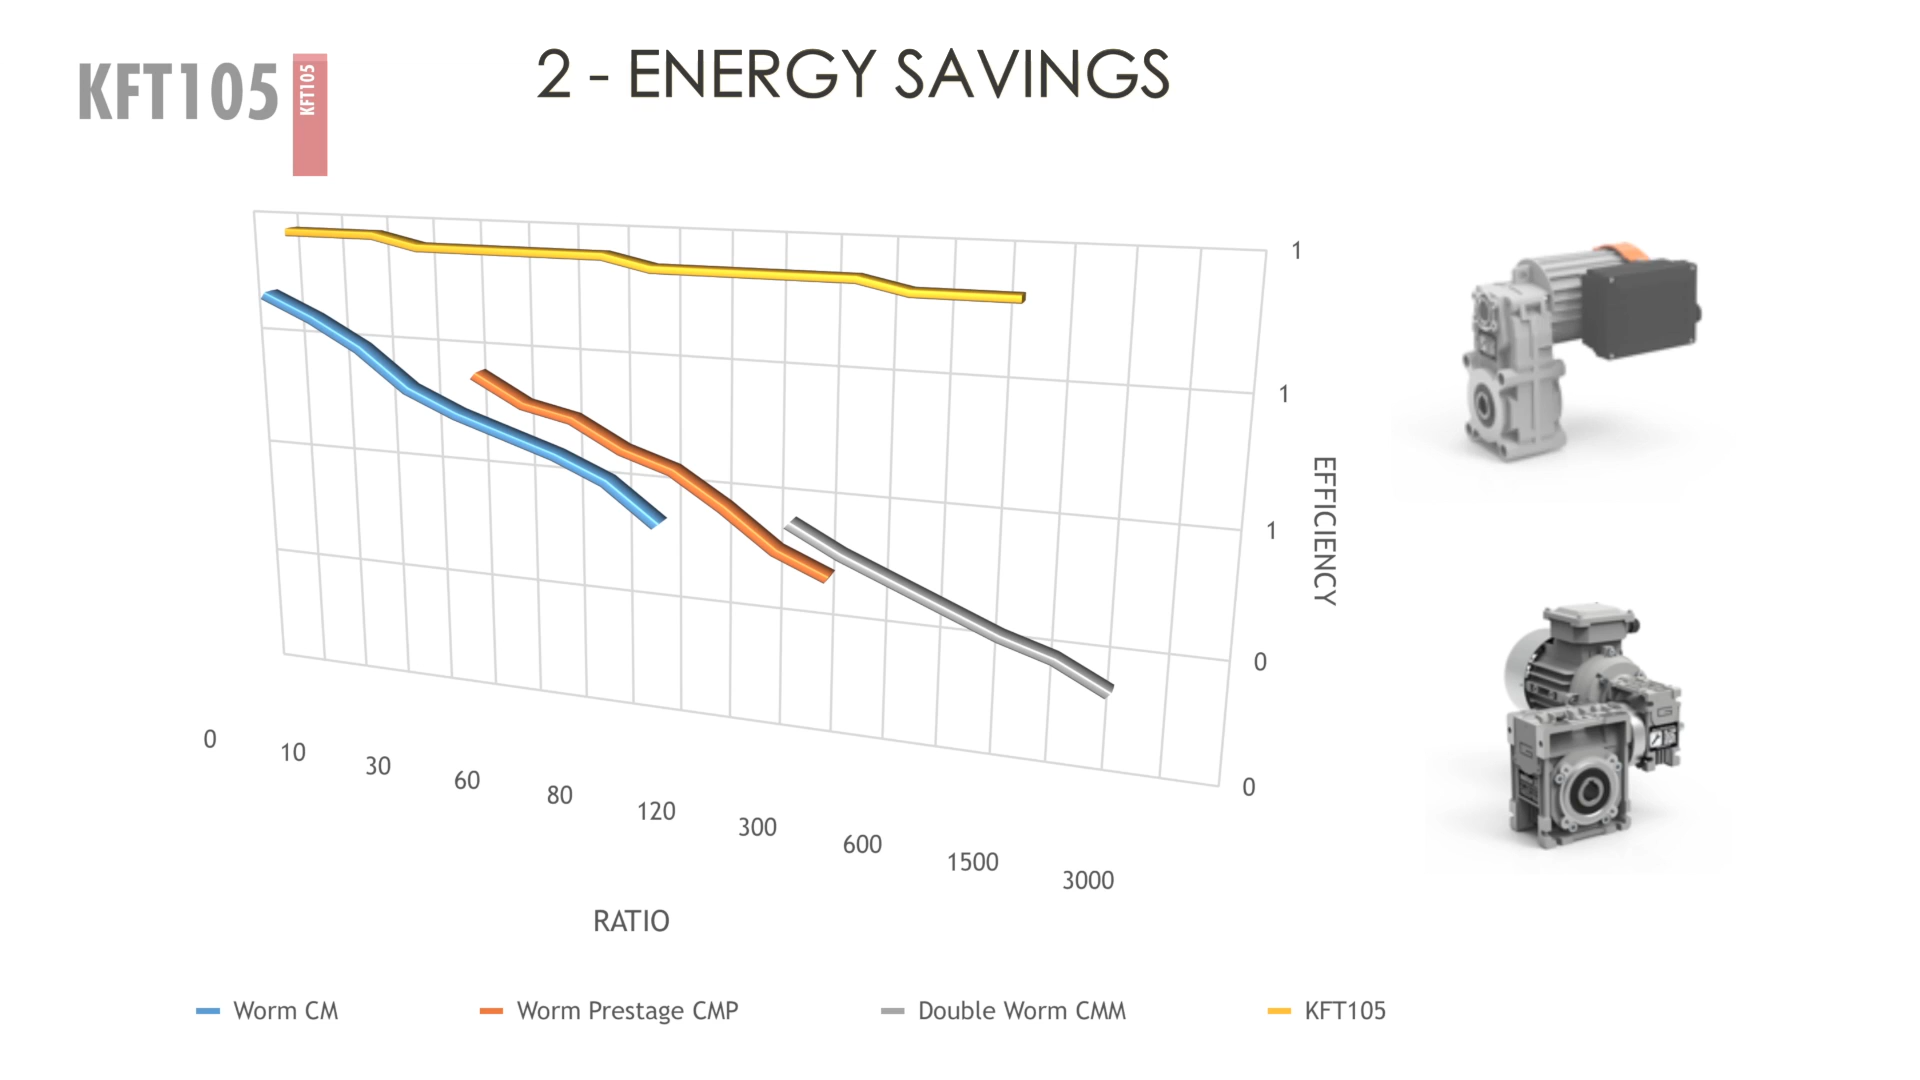 KFT105
KFT105
2 - ENERGY SAVINGS
1
1
1
0
0
EFFICIENCY
0
10
30
60
80
120
300
600
1500
3000
RATIO
Worm CM
Worm Prestage CMP
Double Worm CMM
KFT105